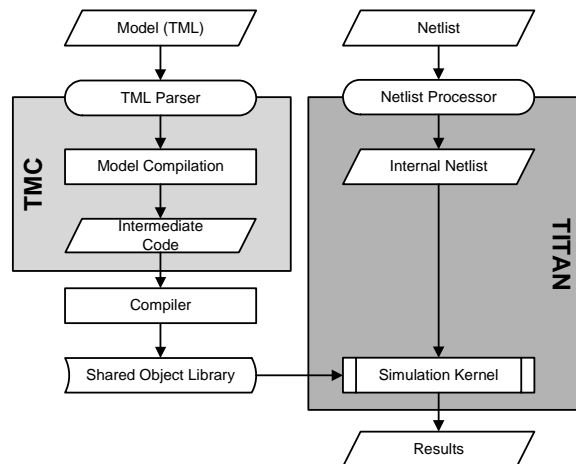 Model (TML)
Netlist
TML Parser
Netlist Processor
TMC
Model Compilation
Internal Netlist
Intermediate
Code
TITAN
Compiler
Shared Object Library
Simulation Kernel
Results